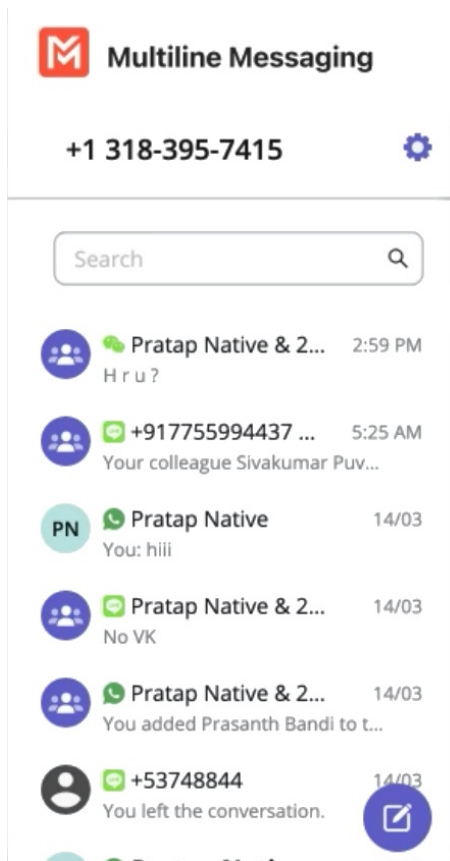 Multiline Messaging
+1 318-395-7415
Search
Pratap Native & 2... 2:59 PM
H r u ?
+917755994437 ... 5:25 AM
Your colleague Sivakumar Puv...
PN Pratap Native 14/03
You: hiii
Pratap Native & 2... 14/03
No VK
Pratap Native & 2... 14/03
You added Prasanth Bandi to t...
+53748844 14/03
You left the conversation.